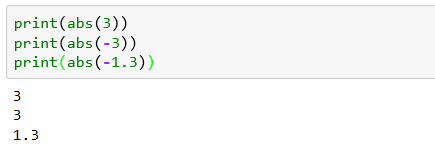 print(abs(3))
print(abs(-3))
print(abs(-1.3))
3
3
1.3